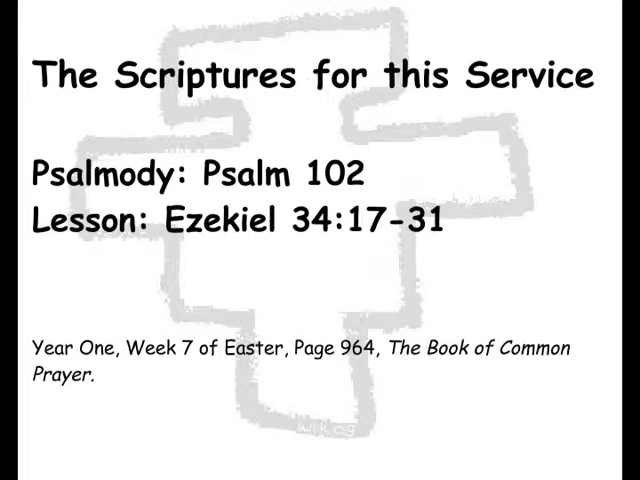 The Scriptures for this Service
Psalmody: Psalm 102
Lesson: Ezekiel 34:17-31
Year One, Week 7 of Easter, Page 964, The Book of Common
Prayer.